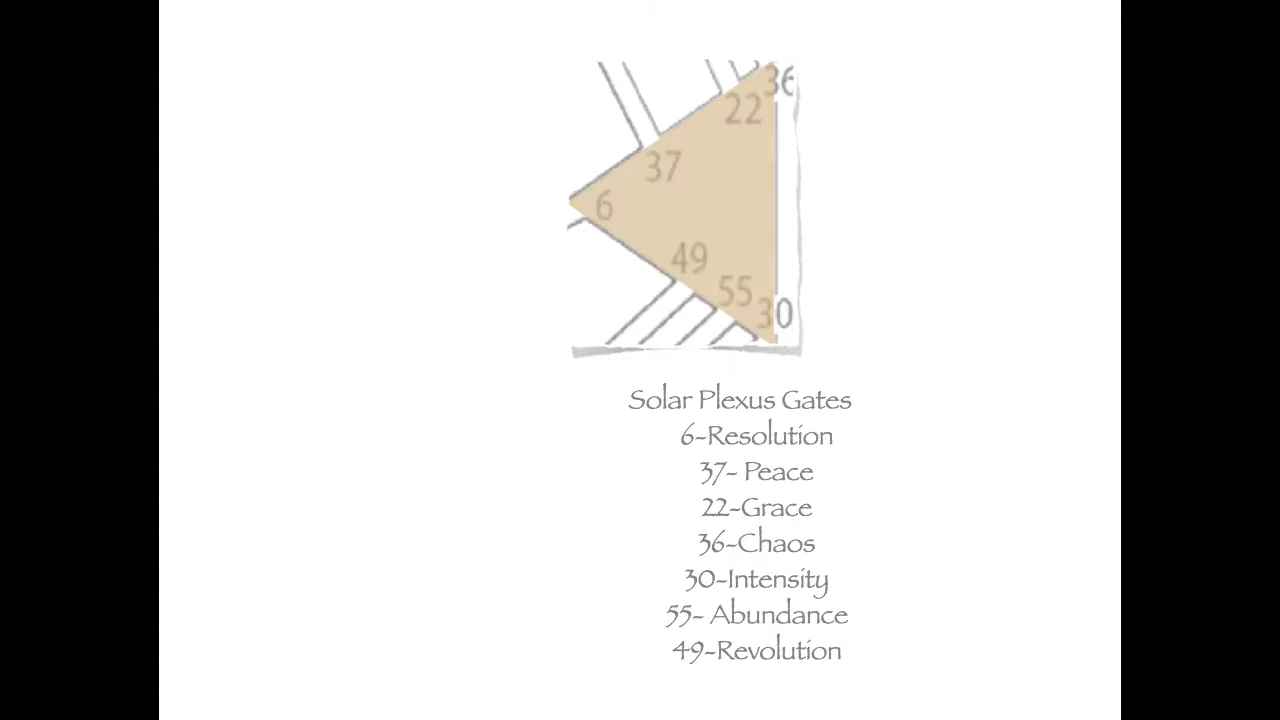 36
22
37
6
49
55
30
Solar Plexus Gates
6-Resolution
37- Peace
22-Grace
36-Chaos
30-Intensity
55- Abundance
49-Revolution